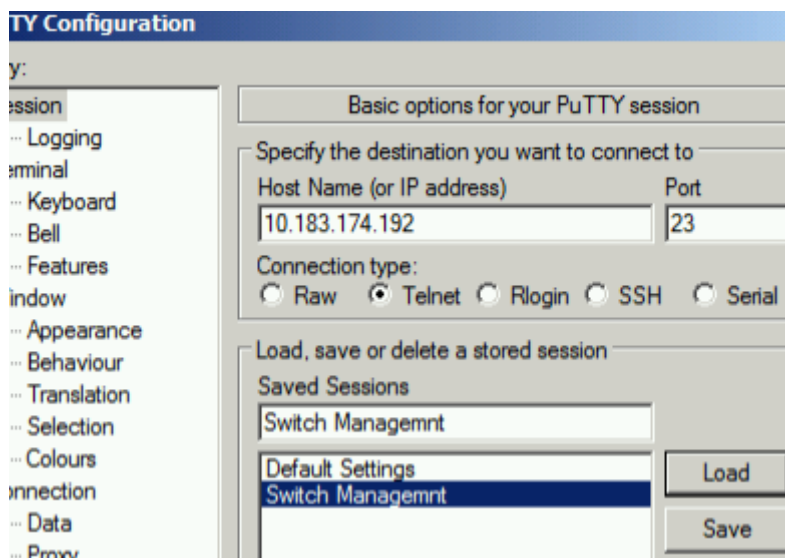 TY Configuration
y:
ession
Logging
erminal
Keyboard
Bell
Features
indow
Appearance
Behaviour
Translation
Selection
Colours
onnection
Data
Proxy
Basic options for your PuTTY session
Specify the destination you want to connect to
Host Name (or IP address) Port
10.183.174.192 23
Connection type:
Raw Telnet Rlogin SSH Serial
Load, save or delete a stored session
Saved Sessions
Switch Managemnt
Default Settings
Switch Managemnt
Load
Save